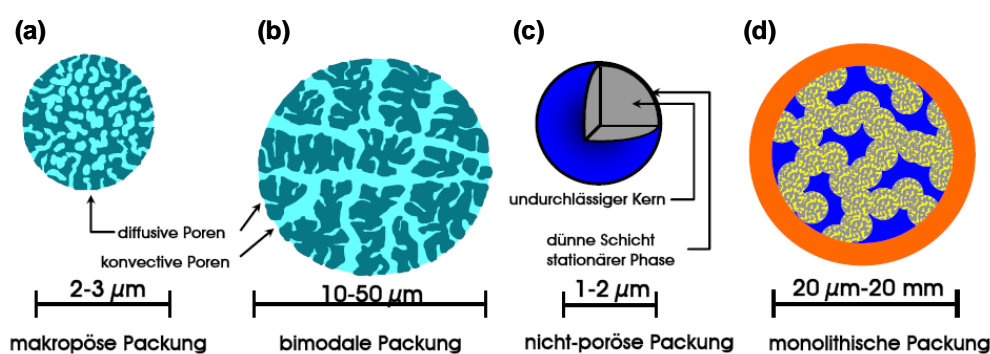 (a)
(b)
(c)
(d)
undurchlässiger Kern
diffusive Poren
dünne Schicht
stationärer Phase
konvective Poren
2-3 µm
10-50 µm
1-2 µm
20 µm-20 mm
makropöse Packung
bimodale Packung
nicht-poröse Packung
monolithische Packung